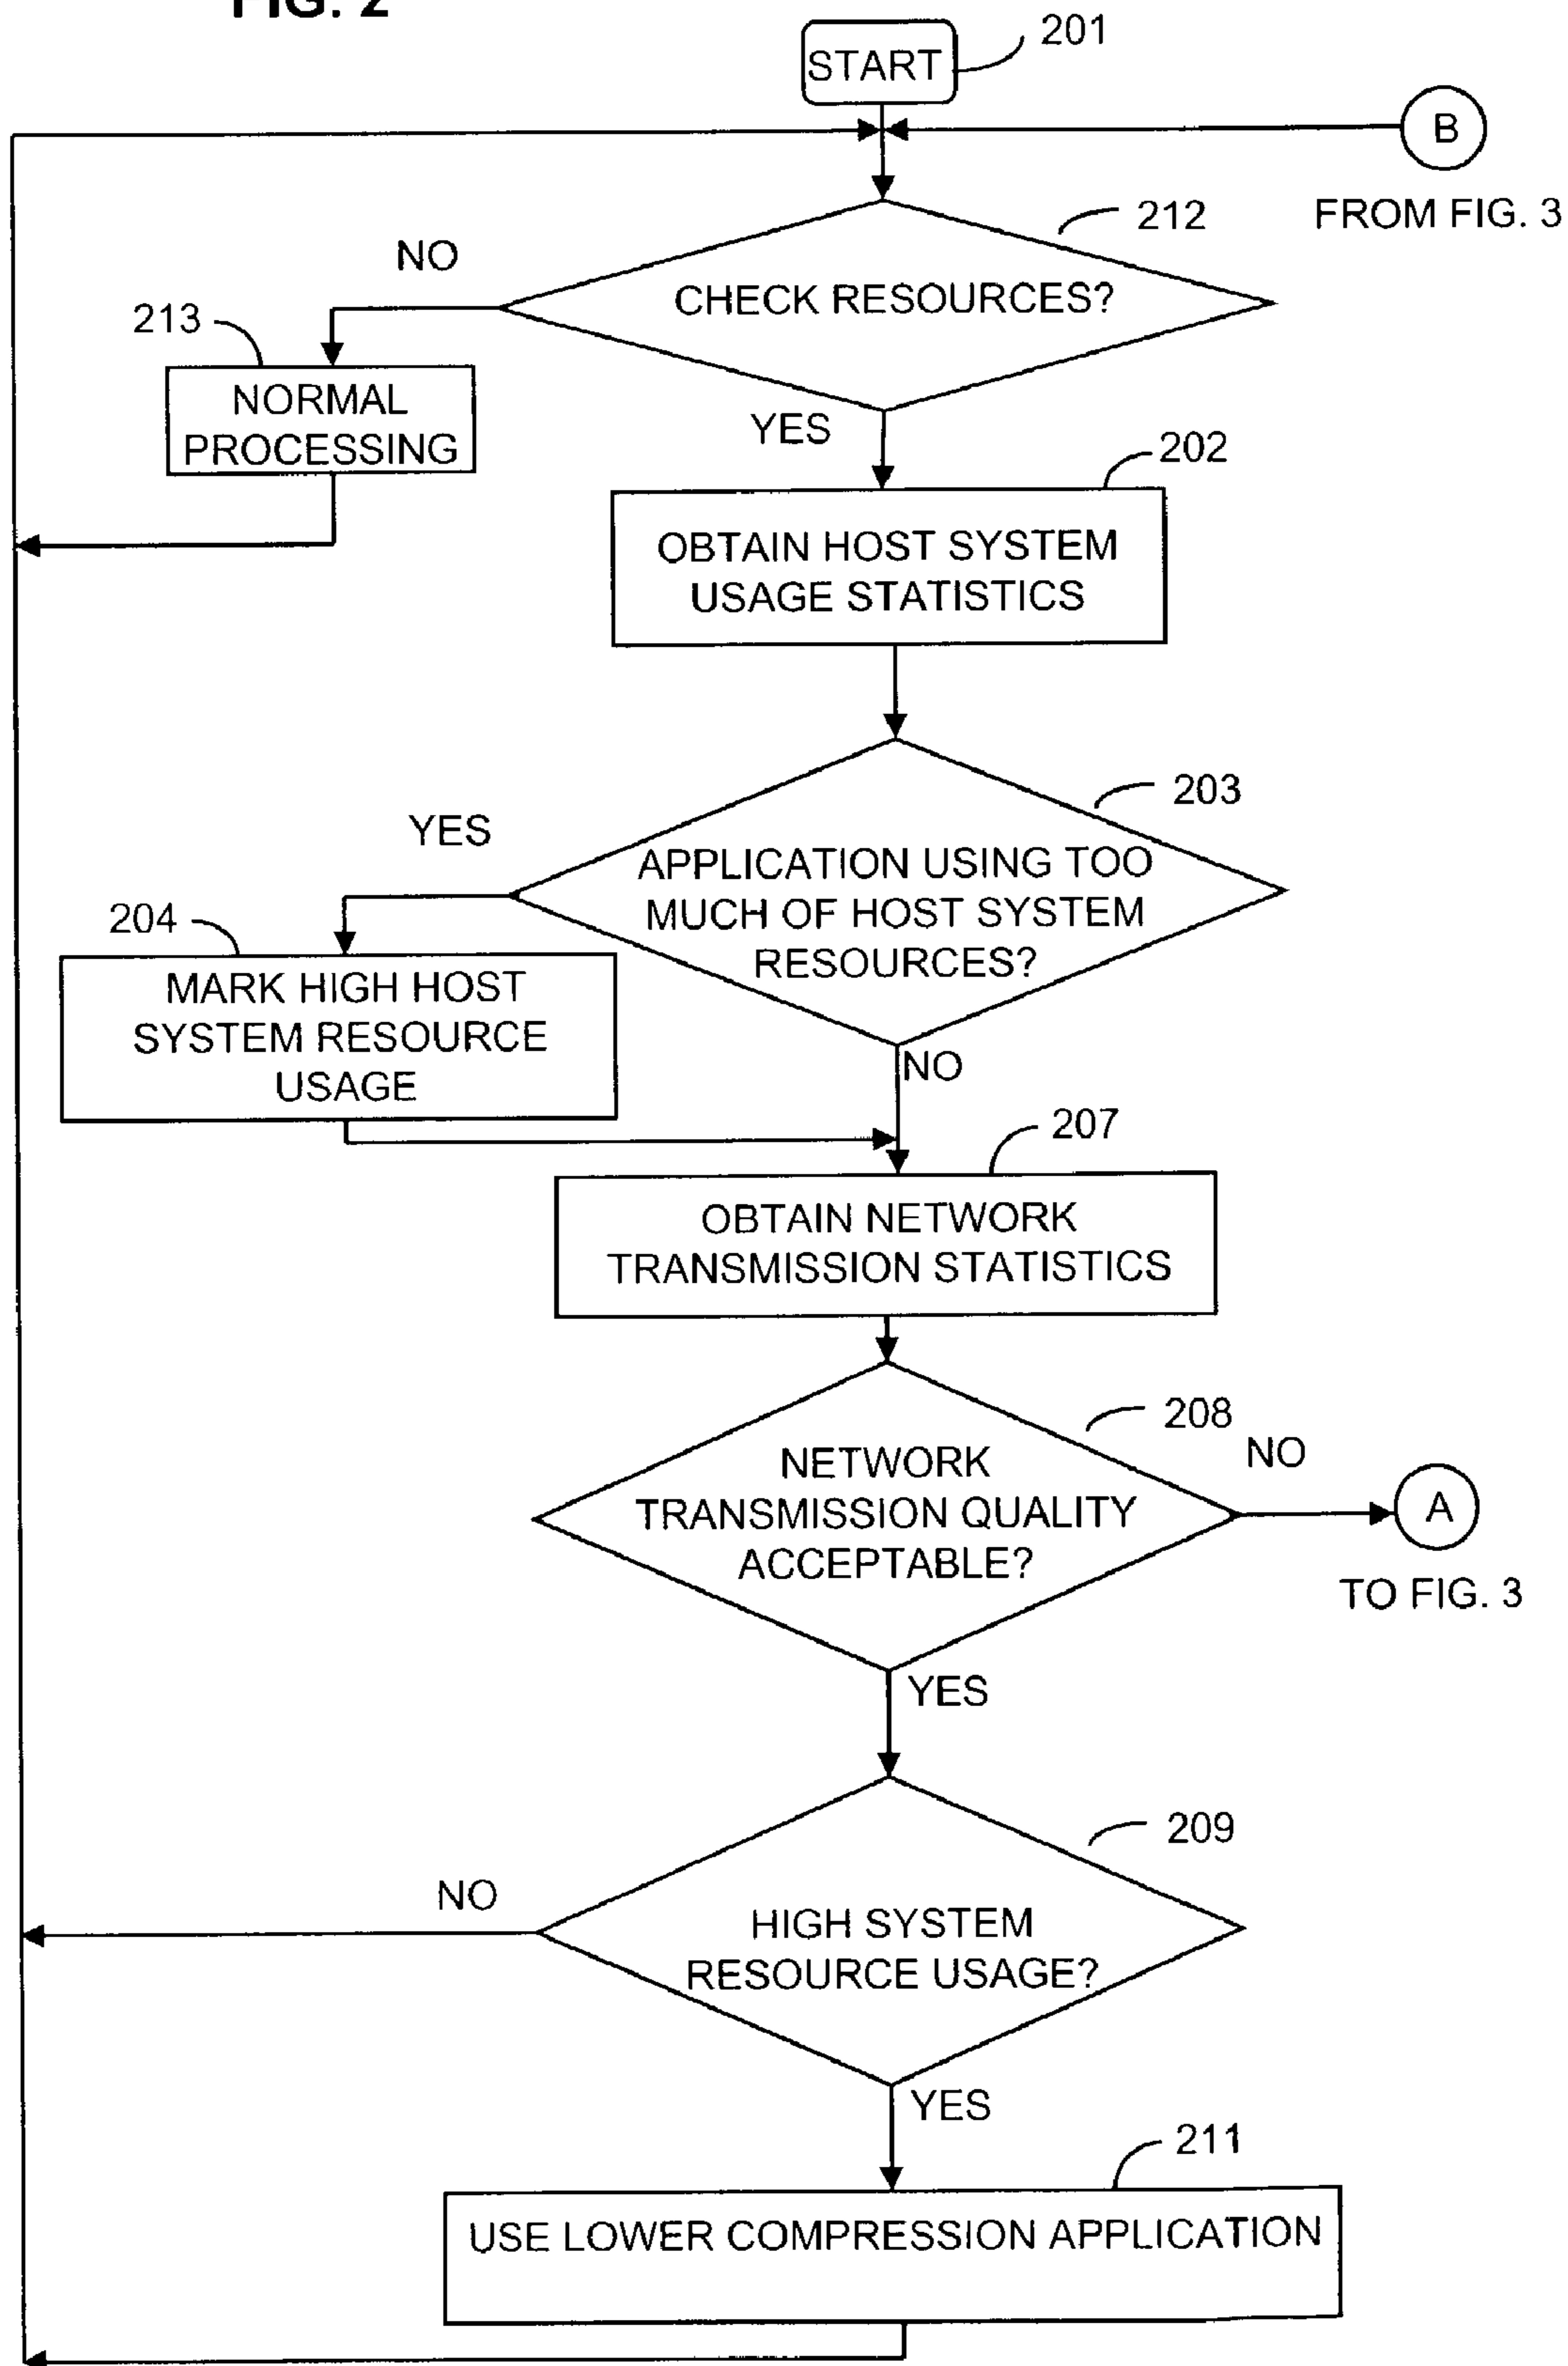 FIG. 2
START
201
B
FROM FIG. 3
212
NO
CHECK RESOURCES?
213
NORMAL
PROCESSING
YES
202
OBTAIN HOST SYSTEM
USAGE STATISTICS
203
YES
APPLICATION USING TOO
MUCH OF HOST SYSTEM
RESOURCES?
204
MARK HIGH HOST
SYSTEM RESOURCE
USAGE
NO
207
OBTAIN NETWORK
TRANSMISSION STATISTICS
208
NO
NETWORK
TRANSMISSION QUALITY
ACCEPTABLE?
A
TO FIG. 3
YES
209
NO
HIGH SYSTEM
RESOURCE USAGE?
YES
211
USE LOWER COMPRESSION APPLICATION